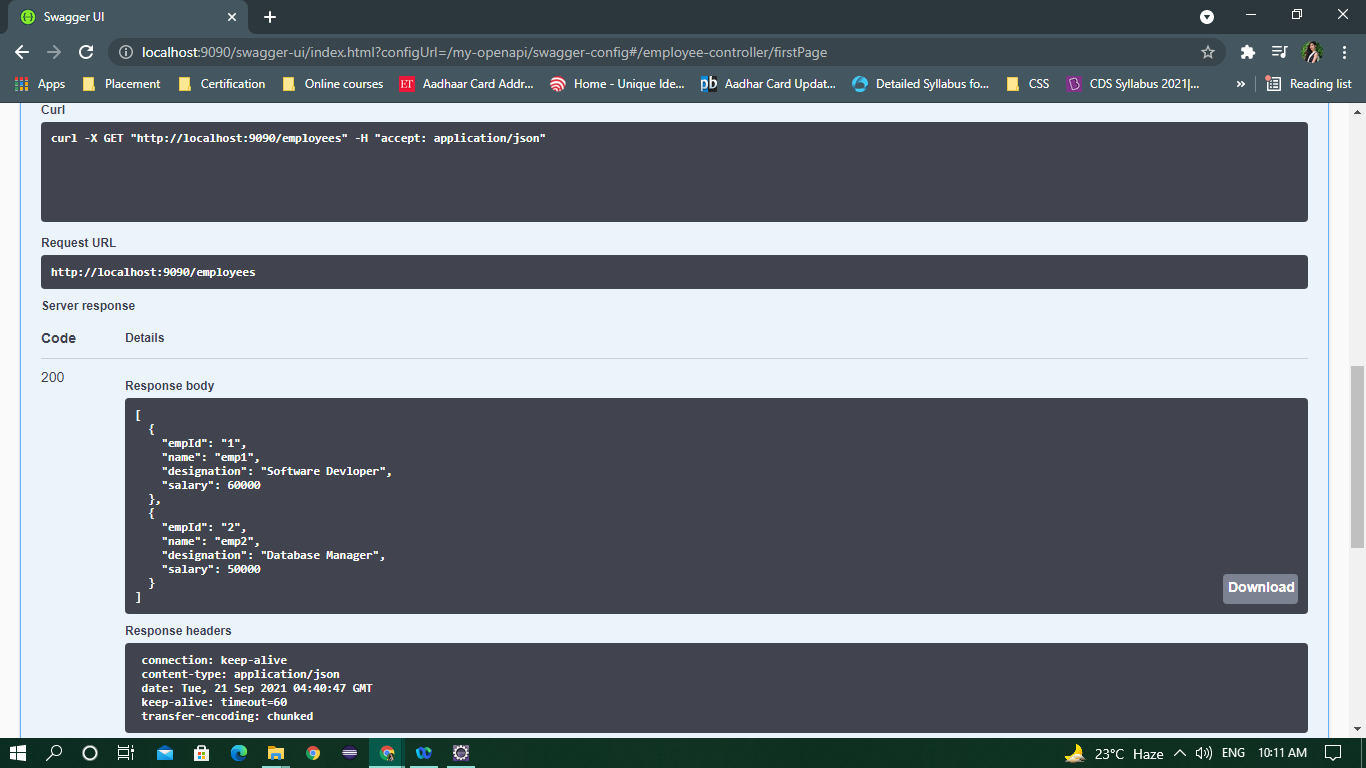 Swagger UI
localhost:9090/swagger-ui/index.html?configUrl=/my-openapi/swagger-config#/employee-controller/firstPage
Apps Placement Certification Online courses ET Aadhaar Card Addr... Home - Unique Ide... pb Aadhar Card Updat... Detailed Syllabus fo... CSS CDS Syllabus 2021|... » Reading list
Curl
curl -X GET "http://localhost:9090/employees" -H "accept: application/json"
Request URL
http://localhost:9090/employees
Server response
Code Details
200
Response body
[
{
"empId": "1",
"name": "emp1",
"designation": "Software Devloper",
"salary": 60000
},
{
"empId": "2",
"name": "emp2",
"designation": "Database Manager",
"salary": 50000
}
]
Download
Response headers
connection: keep-alive
content-type: application/json
date: Tue, 21 Sep 2021 04:40:47 GMT
keep-alive: timeout=60
transfer-encoding: chunked
23°C Haze ENG 10:11 AM